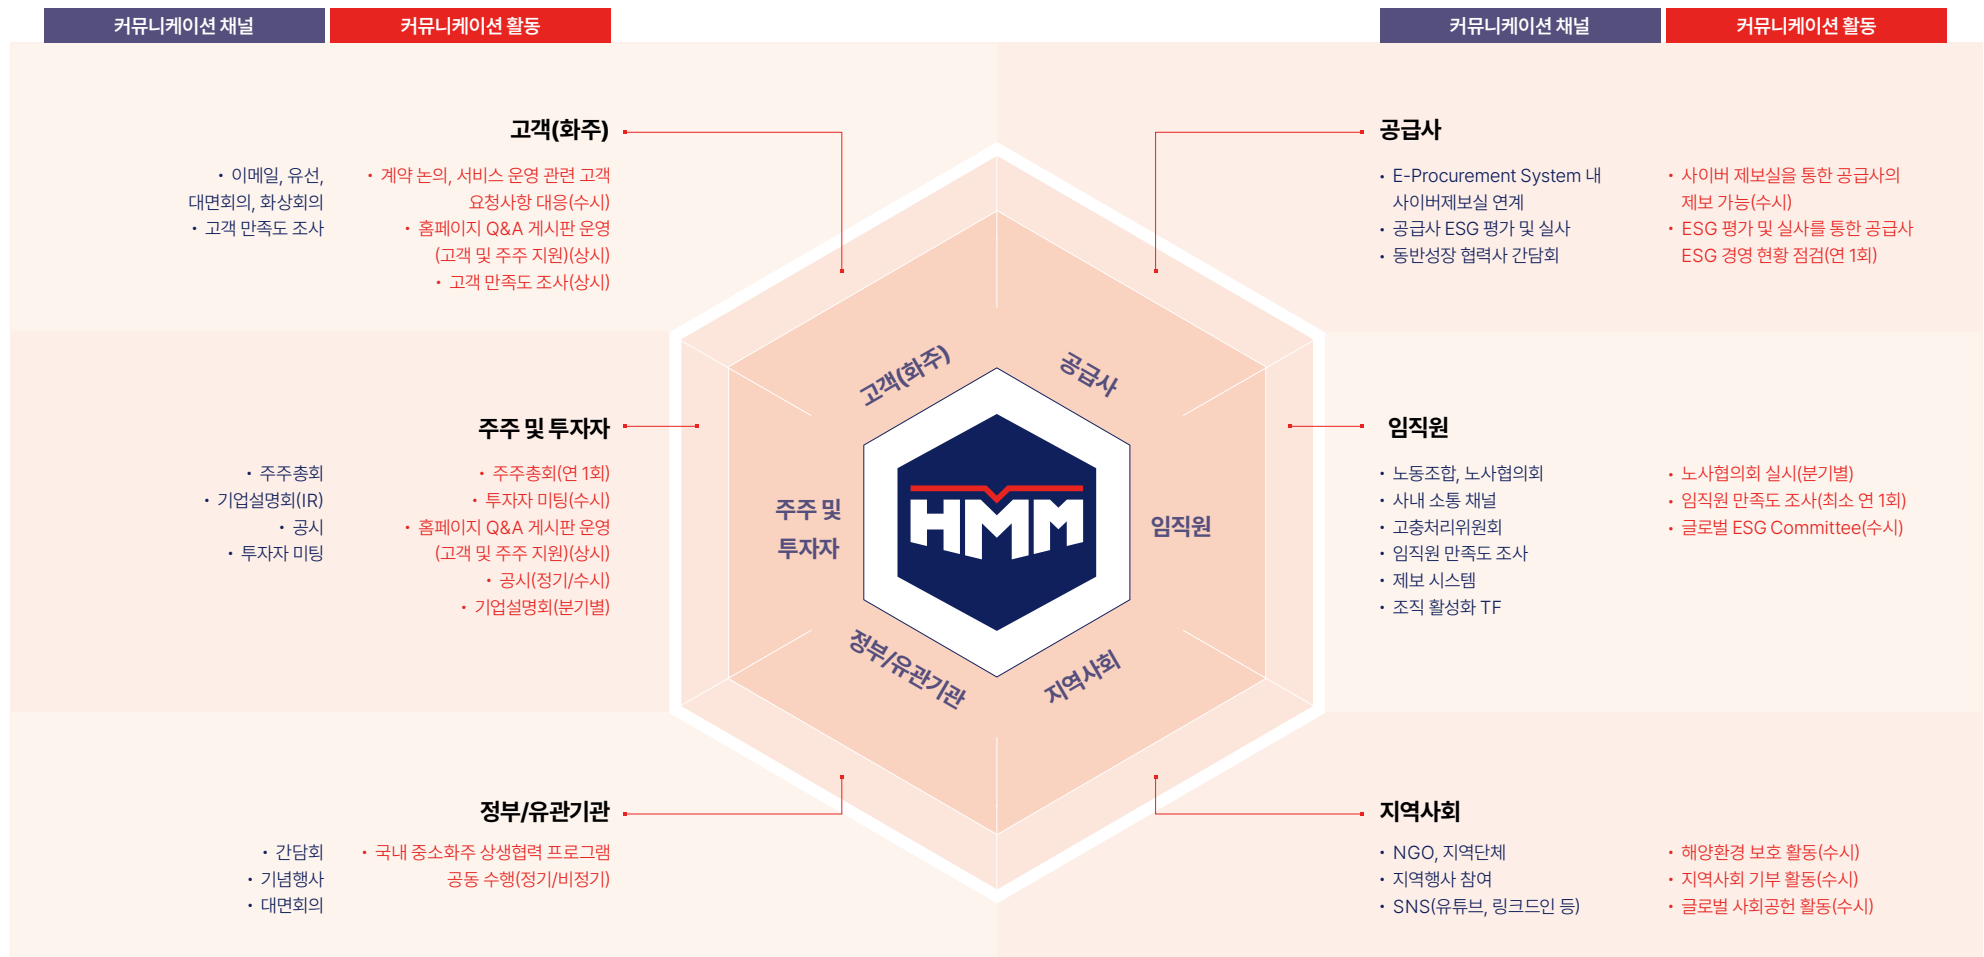 커뮤니케이션 채널
커뮤니케이션 활동
커뮤니케이션 채널
커뮤니케이션 활동
고객(화주)
• 이메일, 유선,
대면회의, 화상회의
• 고객 만족도 조사
• 계약 논의, 서비스 운영 관련 고객
요청사항 대응(수시)
• 홈페이지 Q&A 게시판 운영
(고객 및 주주 지원)(상시)
• 고객 만족도 조사(상시)
공급사
• E-Procurement System 내
사이버제보실 연계
• 공급사 ESG 평가 및 실사
• 동반성장 협력사 간담회
• 사이버 제보실을 통한 공급사의
제보 가능(수시)
• ESG 평가 및 실사를 통한 공급사
ESG 경영 현황 점검(연 1회)
주주 및 투자자
• 주주총회
• 기업설명회(IR)
• 공시
• 투자자 미팅
• 주주총회(연 1회)
• 투자자 미팅(수시)
• 홈페이지 Q&A 게시판 운영
(고객 및 주주 지원)(상시)
• 공시(정기/수시)
• 기업설명회(분기별)
고객(화주)
공급사
주주 및
투자자
HMM
임직원
정부/유관기관
지역사회
임직원
• 노동조합, 노사협의회
• 사내 소통 채널
• 고충처리위원회
• 임직원 만족도 조사
• 제보 시스템
• 조직 활성화 TF
• 노사협의회 실시(분기별)
• 임직원 만족도 조사(최소 연 1회)
• 글로벌 ESG Committee(수시)
정부/유관기관
• 간담회
• 기념행사
• 대면회의
• 국내 중소화주 상생협력 프로그램
공동 수행(정기/비정기)
지역사회
• NGO, 지역단체
• 지역행사 참여
• SNS(유튜브, 링크드인 등)
• 해양환경 보호 활동(수시)
• 지역사회 기부 활동(수시)
• 글로벌 사회공헌 활동(수시)